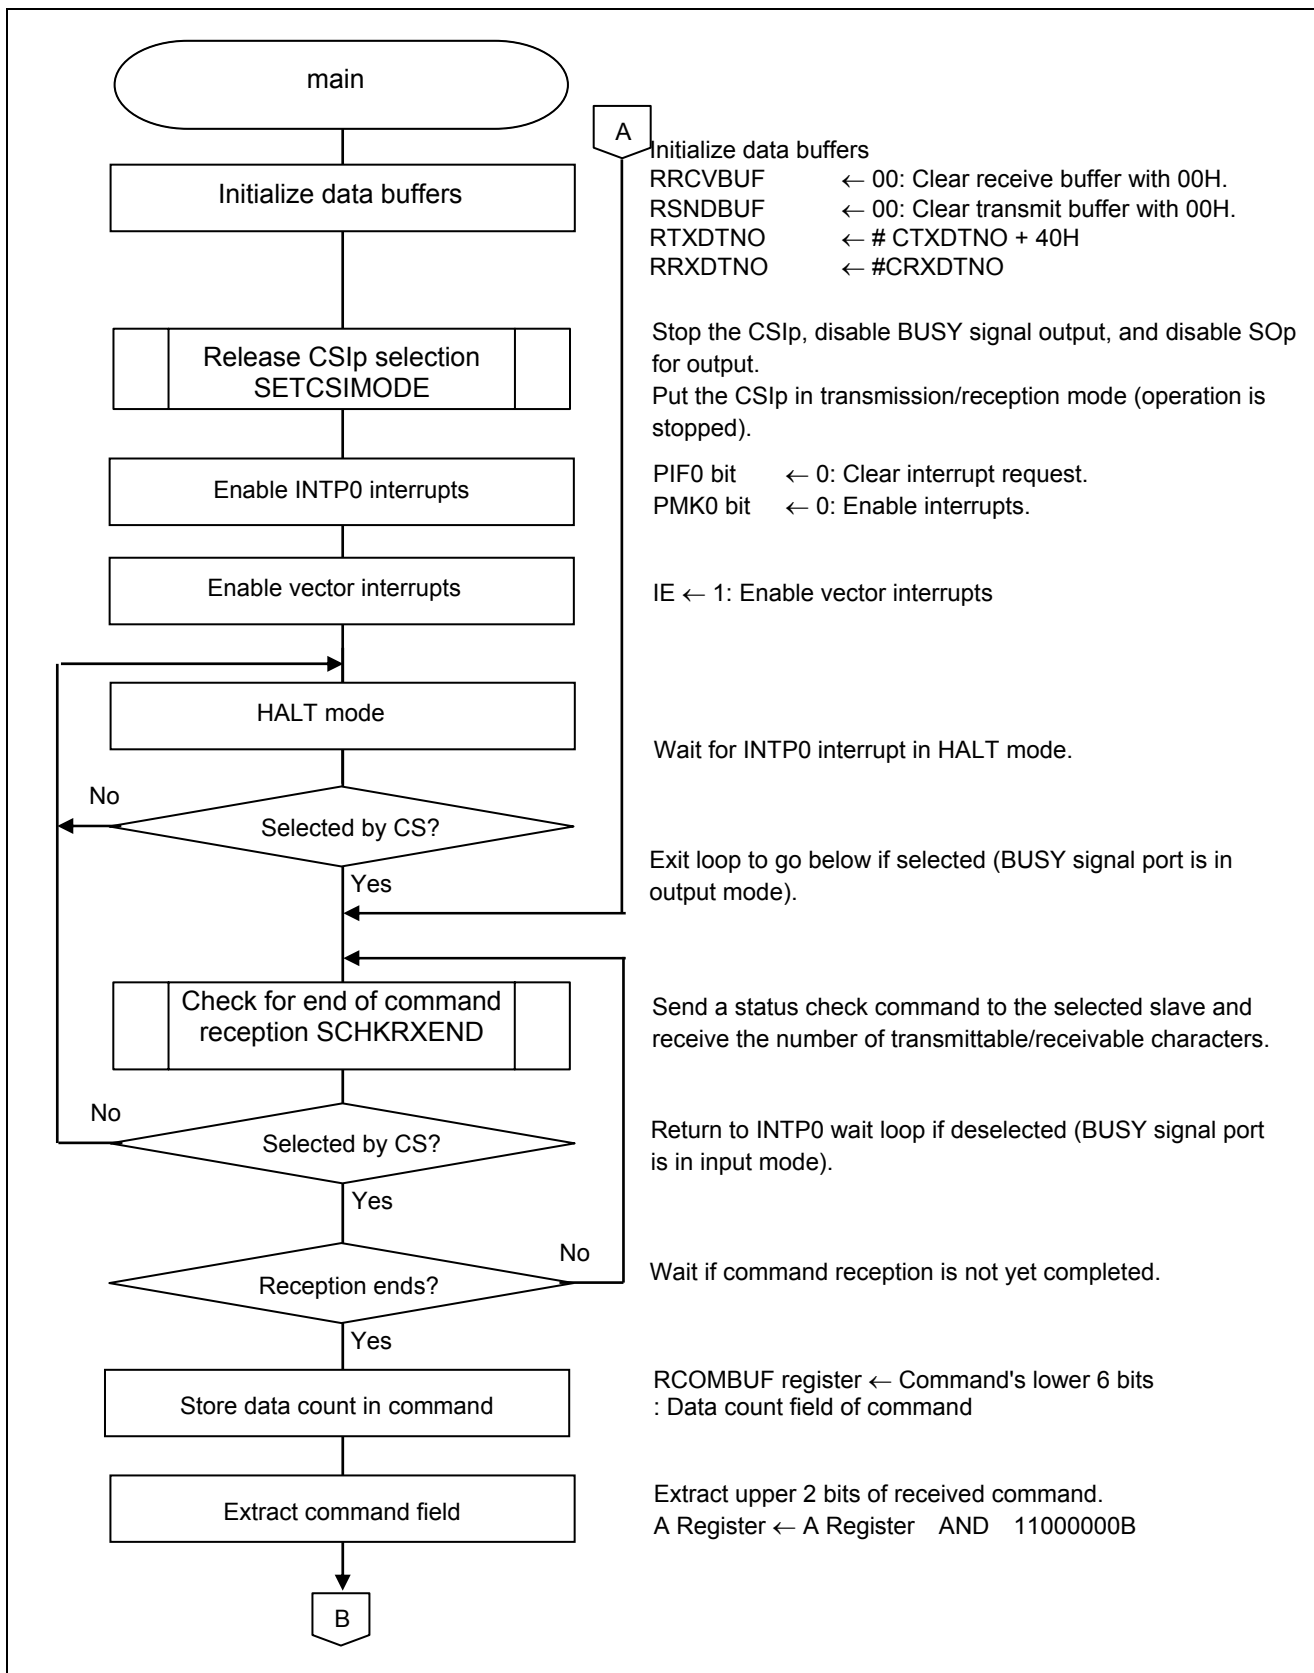 main
A
Initialize data buffers
Initialize data buffers
RRCVBUF ← 00: Clear receive buffer with 00H.
RSNDBUF ← 00: Clear transmit buffer with 00H.
RTXDTNO ← # CTXDTNO + 40H
RRXDTNO ← #CRXDTNO
Release CSIp selection
SETCSIMODE
Stop the CSIp, disable BUSY signal output, and disable SOp
for output.
Put the CSIp in transmission/reception mode (operation is
stopped).
Enable INTP0 interrupts
PIF0 bit ← 0: Clear interrupt request.
PMK0 bit ← 0: Enable interrupts.
Enable vector interrupts
IE ← 1: Enable vector interrupts
HALT mode
Wait for INTP0 interrupt in HALT mode.
No
Selected by CS?
Yes
Exit loop to go below if selected (BUSY signal port is in
output mode).
Check for end of command
reception SCHKRXEND
Send a status check command to the selected slave and
receive the number of transmittable/receivable characters.
No
Selected by CS?
Yes
Return to INTP0 wait loop if deselected (BUSY signal port
is in input mode).
No
Reception ends?
Yes
Wait if command reception is not yet completed.
Store data count in command
RCOMBUF register ← Command's lower 6 bits
: Data count field of command
Extract command field
Extract upper 2 bits of received command.
A Register ← A Register AND 11000000B
B